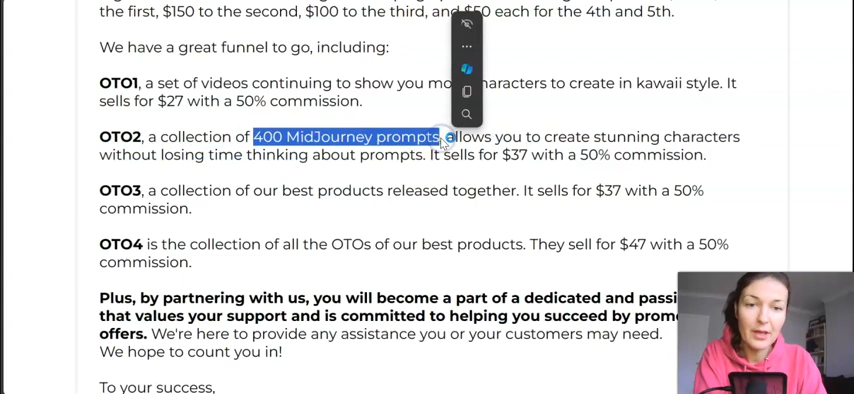 the first, $150 to the second, $100 to the third, and $50 each for the 4th and 5th.
We have a great funnel to go, including:
OTO1, a set of videos continuing to show you mo haracters to create in kawaii style. It
sells for $27 with a 50% commission.
OTO2, a collection of 400 MidJourney prompts allows you to create stunning characters
without losing time thinking about prompts. It sells for $37 with a 50% commission.
OTO3, a collection of our best products released together. It sells for $37 with a 50%
commission.
OTO4 is the collection of all the OTOs of our best products. They sell for $47 with a 50%
commission.
Plus, by partnering with us, you will become a part of a dedicated and passi
that values your support and is committed to helping you succeed by promo
offers. We're here to provide any assistance you or your customers may need.
We hope to count you in!
To your success,